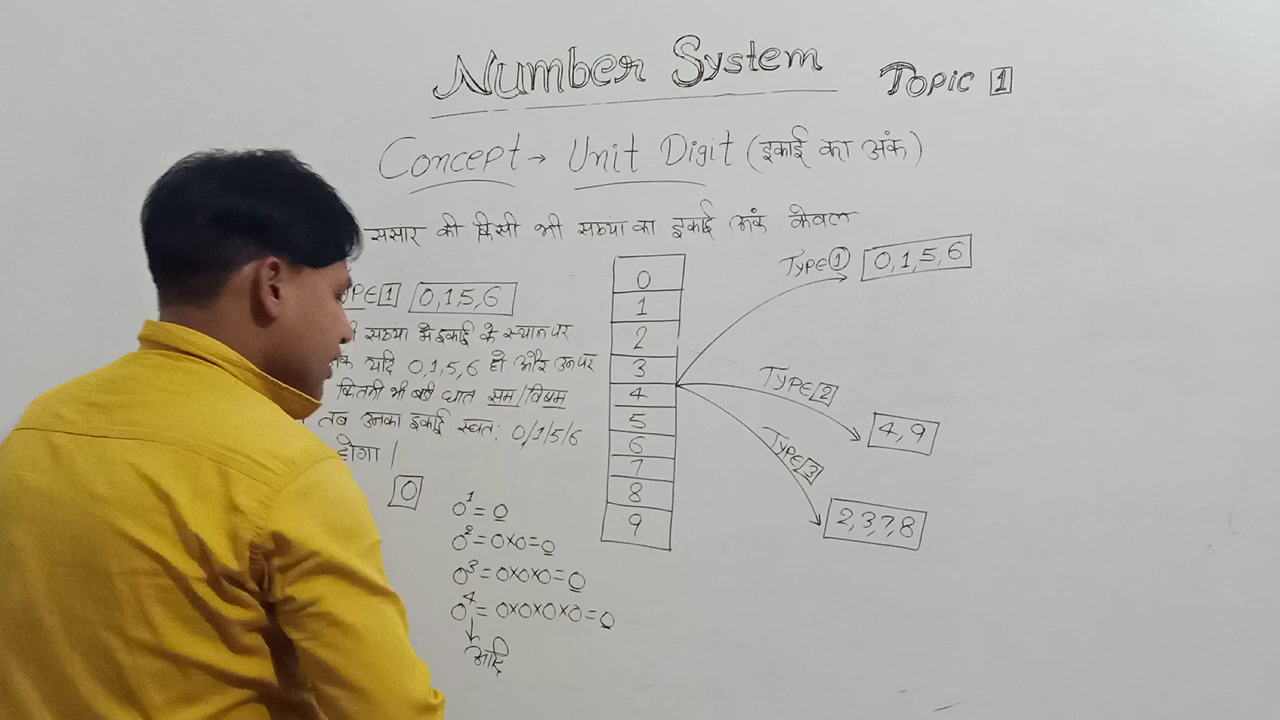 Number System
Topic 1
Concept → Unit Digit (इकाई का अंक)
संसार की किसी भी संख्या का इकाई अंक केवल
TYPE 1 0,1,5,6
संख्या में इकाई के स्थान पर
यदि 0,1,5,6 हो और उनपर
कितनी भी बड़ी घात सम/विषम
तब उनका इकाई स्वतः 0/1/5/6
होगा |
0
0¹ = 0
0² = 0×0 = 0
0³ = 0×0×0 = 0
0⁴ = 0×0×0×0 = 0
आदि
0
1
2
3
4
5
6
7
8
9
Type 1 0,1,5,6
TYPE 2 4,9
TYPE 3 2,3,7,8